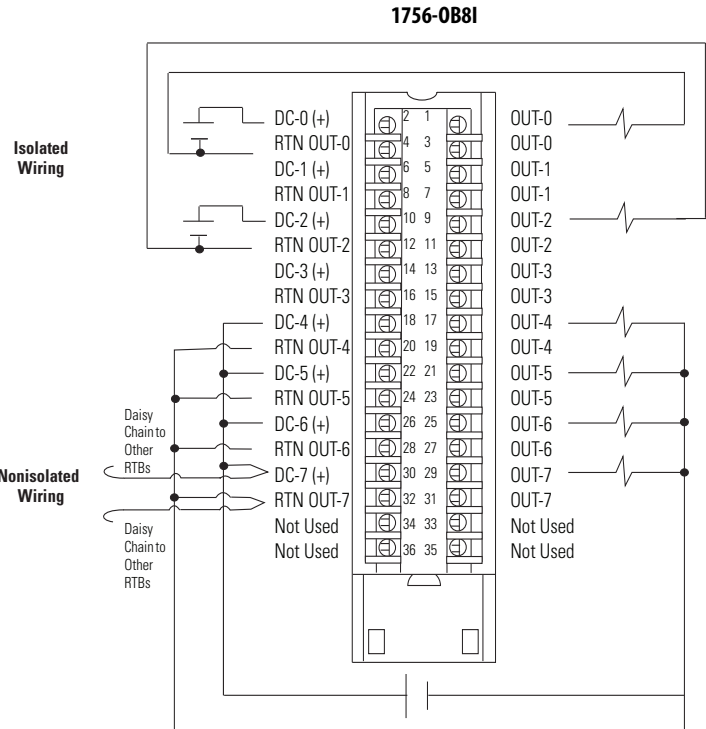 1756-OB8I
Isolated
Wiring
DC-0 (+) 2 1 OUT-0
RTN OUT-0 4 3 OUT-0
DC-1 (+) 6 5 OUT-1
RTN OUT-1 8 7 OUT-1
DC-2 (+) 10 9 OUT-2
RTN OUT-2 12 11 OUT-2
DC-3 (+) 14 13 OUT-3
RTN OUT-3 16 15 OUT-3
DC-4 (+) 18 17 OUT-4
RTN OUT-4 20 19 OUT-4
DC-5 (+) 22 21 OUT-5
RTN OUT-5 24 23 OUT-5
DC-6 (+) 26 25 OUT-6
RTN OUT-6 28 27 OUT-6
DC-7 (+) 30 29 OUT-7
RTN OUT-7 32 31 OUT-7
Not Used 34 33 Not Used
Not Used 36 35 Not Used
Daisy
Chain to
Other
RTBs
Nonisolated
Wiring
Daisy
Chain to
Other
RTBs